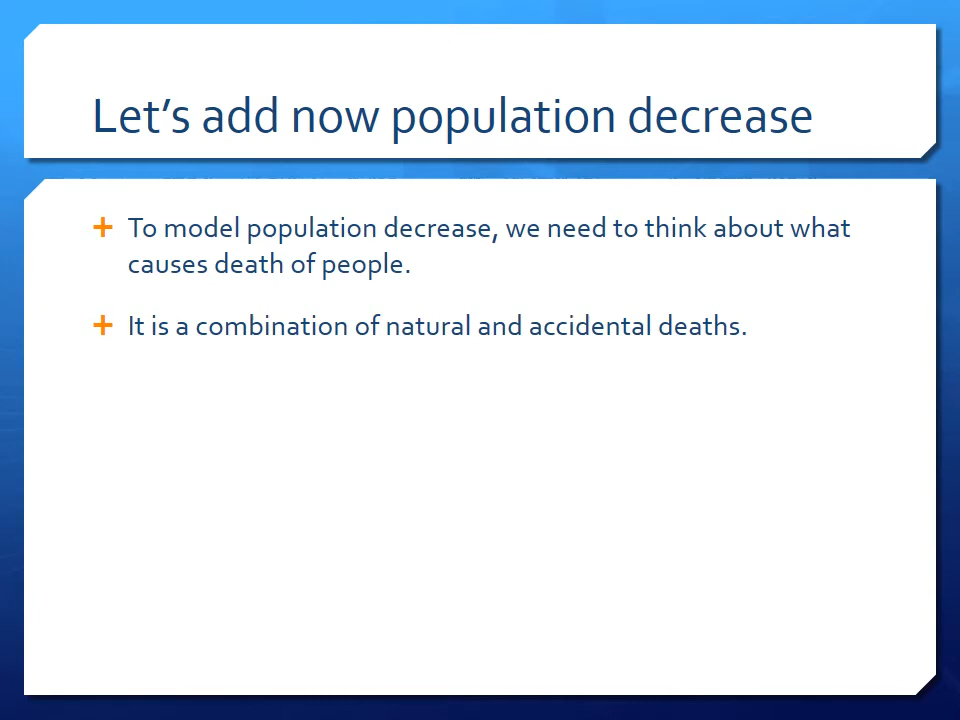 Let’s add now population decrease
To model population decrease, we need to think about what
causes death of people.
It is a combination of natural and accidental deaths.